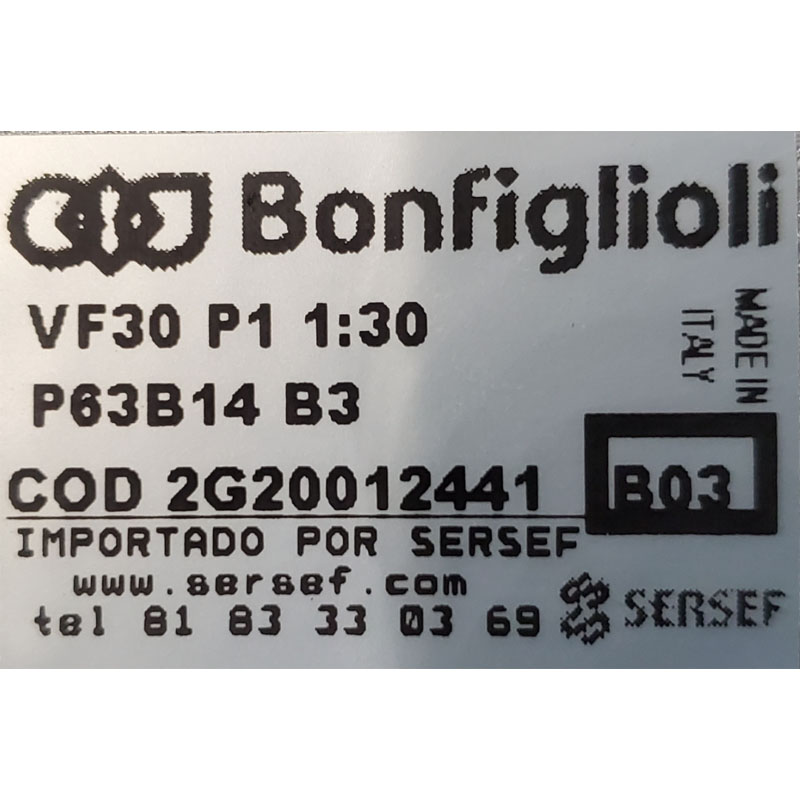 Bonfiglioli
VF30 P1 1:30
P63B14 B3
MADE IN
ITALY
COD 2G20012441
B03
IMPORTADO POR SERSEF
www.sersef.com
tel 81 83 33 03 69
SERSEF